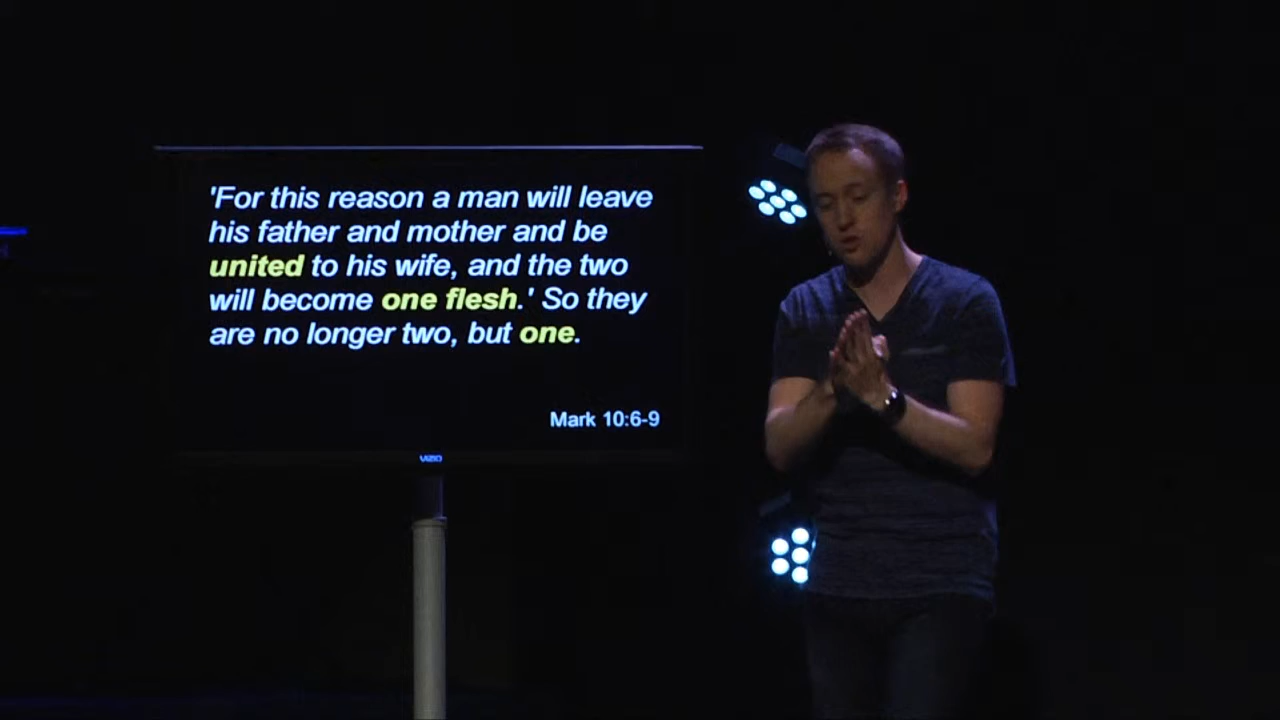 'For this reason a man will leave
his father and mother and be
united to his wife, and the two
will become one flesh.' So they
are no longer two, but one.
Mark 10:6-9
VIZIO